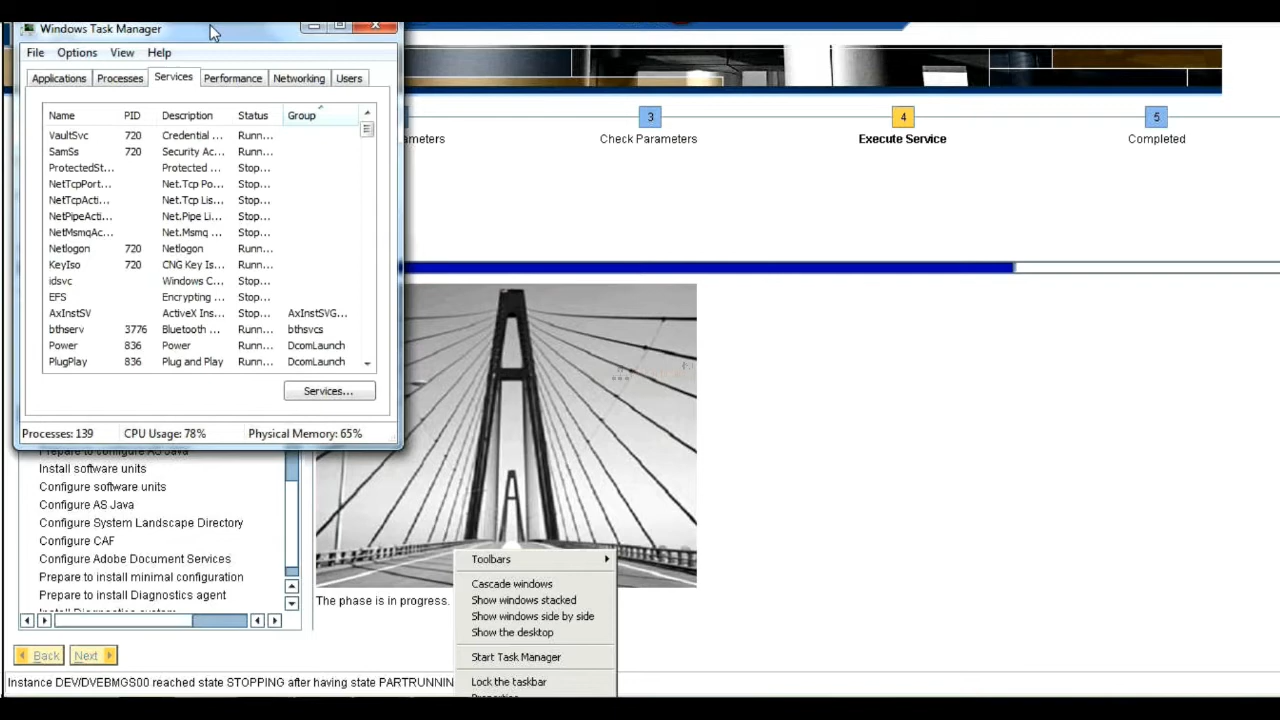 Windows Task Manager
File Options View Help
Applications Processes Services Performance Networking Users
Name PID Description Status Group
VaultSvc 720 Credential ... Runn...
SamSs 720 Security Ac... Runn...
ProtectedSt... Protected ... Stop...
NetTcpPort... Net.Tcp Po... Stop...
NetTcpActi... Net.Tcp Lis... Stop...
NetPipeActi... Net.Pipe Li... Stop...
NetMsmqAc... Net.Msmq ... Stop...
Netlogon 720 Netlogon Runn...
KeyIso 720 CNG Key Is... Runn...
idsvc Windows C... Stop...
EFS Encrypting ... Stop...
AxInstSV ActiveX Ins... Stop... AxInstSVG...
bthserv 3776 Bluetooth ... Runn... bthsvcs
Power 836 Power Runn... DcomLaunch
PlugPlay 836 Plug and Play Runn... DcomLaunch
Services...
Processes: 139 CPU Usage: 78% Physical Memory: 65%
3 4 5
ameters Check Parameters Execute Service Completed
Prepare to configure AS Java
Install software units
Configure software units
Configure AS Java
Configure System Landscape Directory
Configure CAF
Configure Adobe Document Services
Prepare to install minimal configuration
Prepare to install Diagnostics agent
Install Diagnostics system
The phase is in progress.
Toolbars
Cascade windows
Show windows stacked
Show windows side by side
Show the desktop
Start Task Manager
Lock the taskbar
Properties
Back Next
Instance DEV/DVEBMGS00 reached state STOPPING after having state PARTRUNNIN